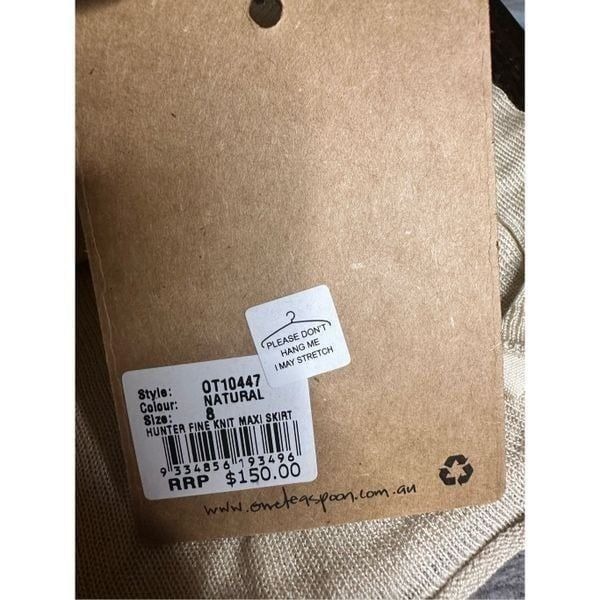 PLEASE DON'T
HANG ME
I MAY STRETCH
Style: OT10447
Colour: NATURAL
Size: 8
HUNTER FINE KNIT MAXI SKIRT
9 334856 193496
RRP $150.00
www.oneteaspoon.com.au